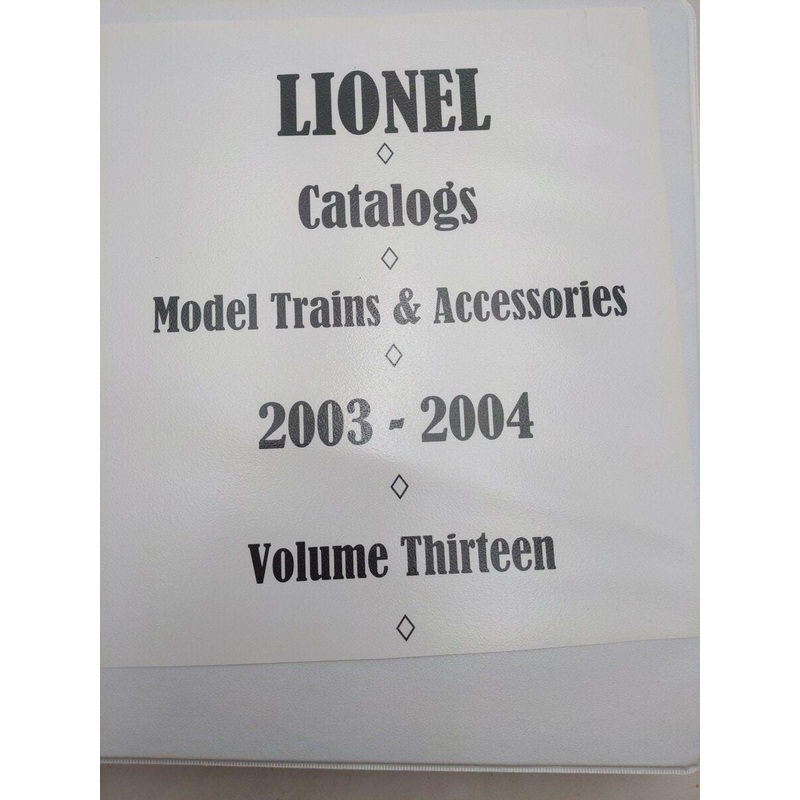 LIONEL
◇
Catalogs
◇
Model Trains & Accessories
◇
2003 - 2004
◇
Volume Thirteen
◇